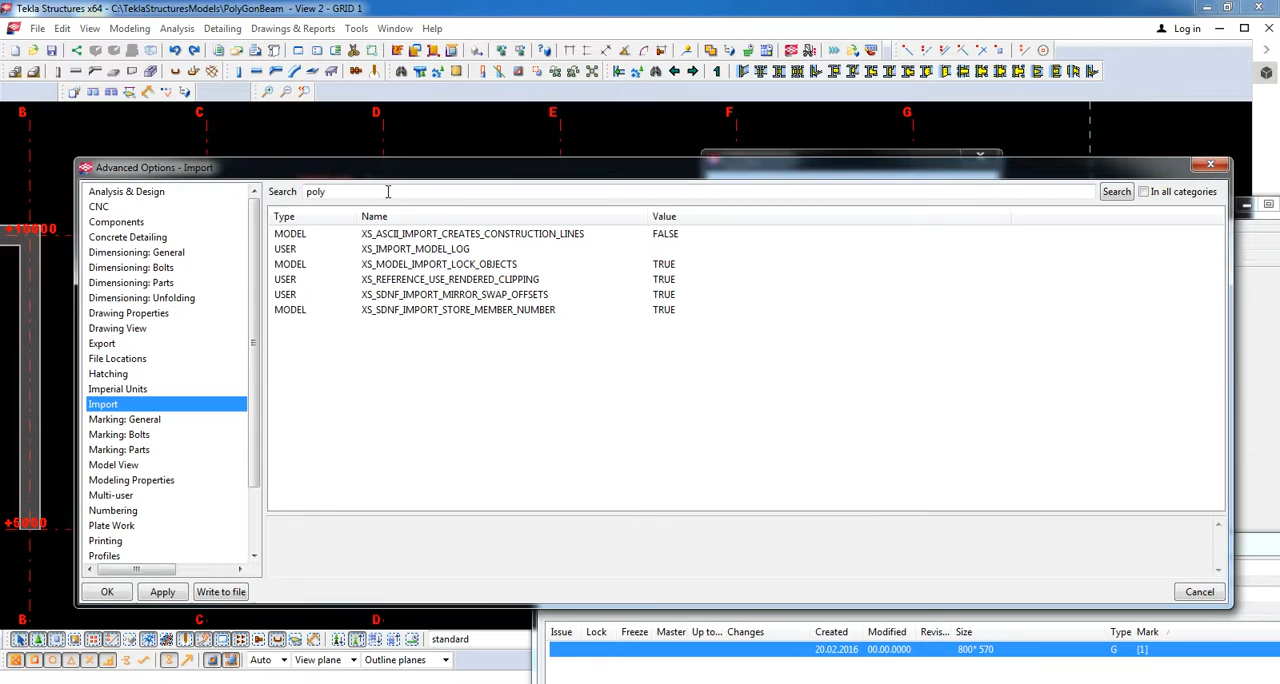 Tekla Structures x64 - C:\TeklaStructuresModels\PolyGonBeam - View 2 - GRID 1
File Edit View Modeling Analysis Detailing Drawings & Reports Tools Window Help
Log in
B C D E F G
Advanced Options - Import
Search poly Search In all categories
Type Name Value
MODEL XS_ASCII_IMPORT_CREATES_CONSTRUCTION_LINES FALSE
USER XS_IMPORT_MODEL_LOG
MODEL XS_MODEL_IMPORT_LOCK_OBJECTS TRUE
USER XS_REFERENCE_USE_RENDERED_CLIPPING TRUE
USER XS_SDNF_IMPORT_MIRROR_SWAP_OFFSETS TRUE
MODEL XS_SDNF_IMPORT_STORE_MEMBER_NUMBER TRUE
Analysis & Design
CNC
Components
Concrete Detailing
Dimensioning: General
Dimensioning: Bolts
Dimensioning: Parts
Dimensioning: Unfolding
Drawing Properties
Drawing View
Export
File Locations
Hatching
Imperial Units
Import
Marking: General
Marking: Bolts
Marking: Parts
Model View
Modeling Properties
Multi-user
Numbering
Plate Work
Printing
Profiles
+10000
+5000
OK Apply Write to file Cancel
B C D
standard
Auto View plane Outline planes
Issue Lock Freeze Master Up to... Changes Created Modified Revis... Size Type Mark
20.02.2016 00.00.0000 800* 570 G [1]